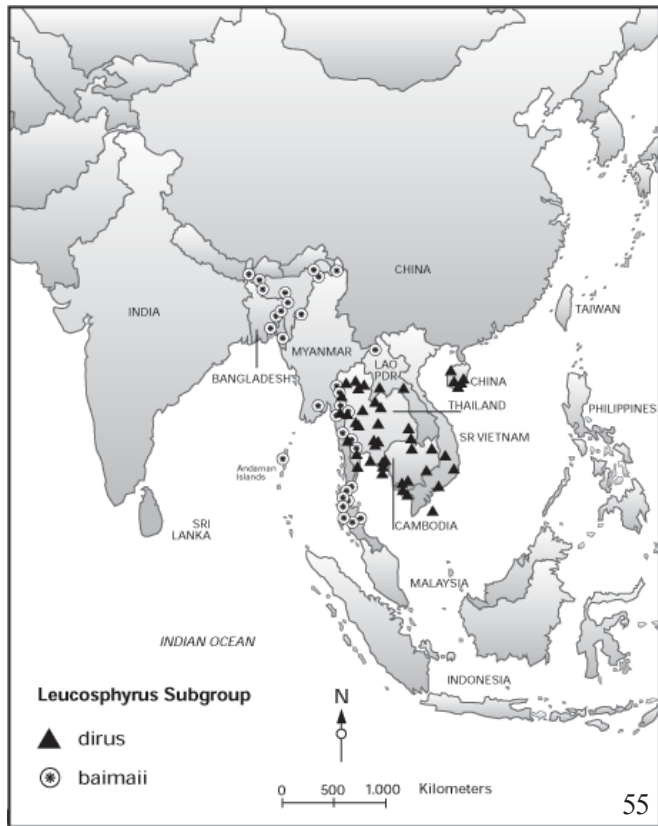 CHINA
TAIWAN
INDIA
MYANMAR
LAO
PDR
BANGLADESH
CHINA
THAILAND
PHILIPPINES
SR VIETNAM
Andaman
Islands
SRI
LANKA
CAMBODIA
MALAYSIA
INDIAN OCEAN
INDONESIA
Leucosphyrus Subgroup
dirus
baimaii
N
0 500 1.000 Kilometers
55